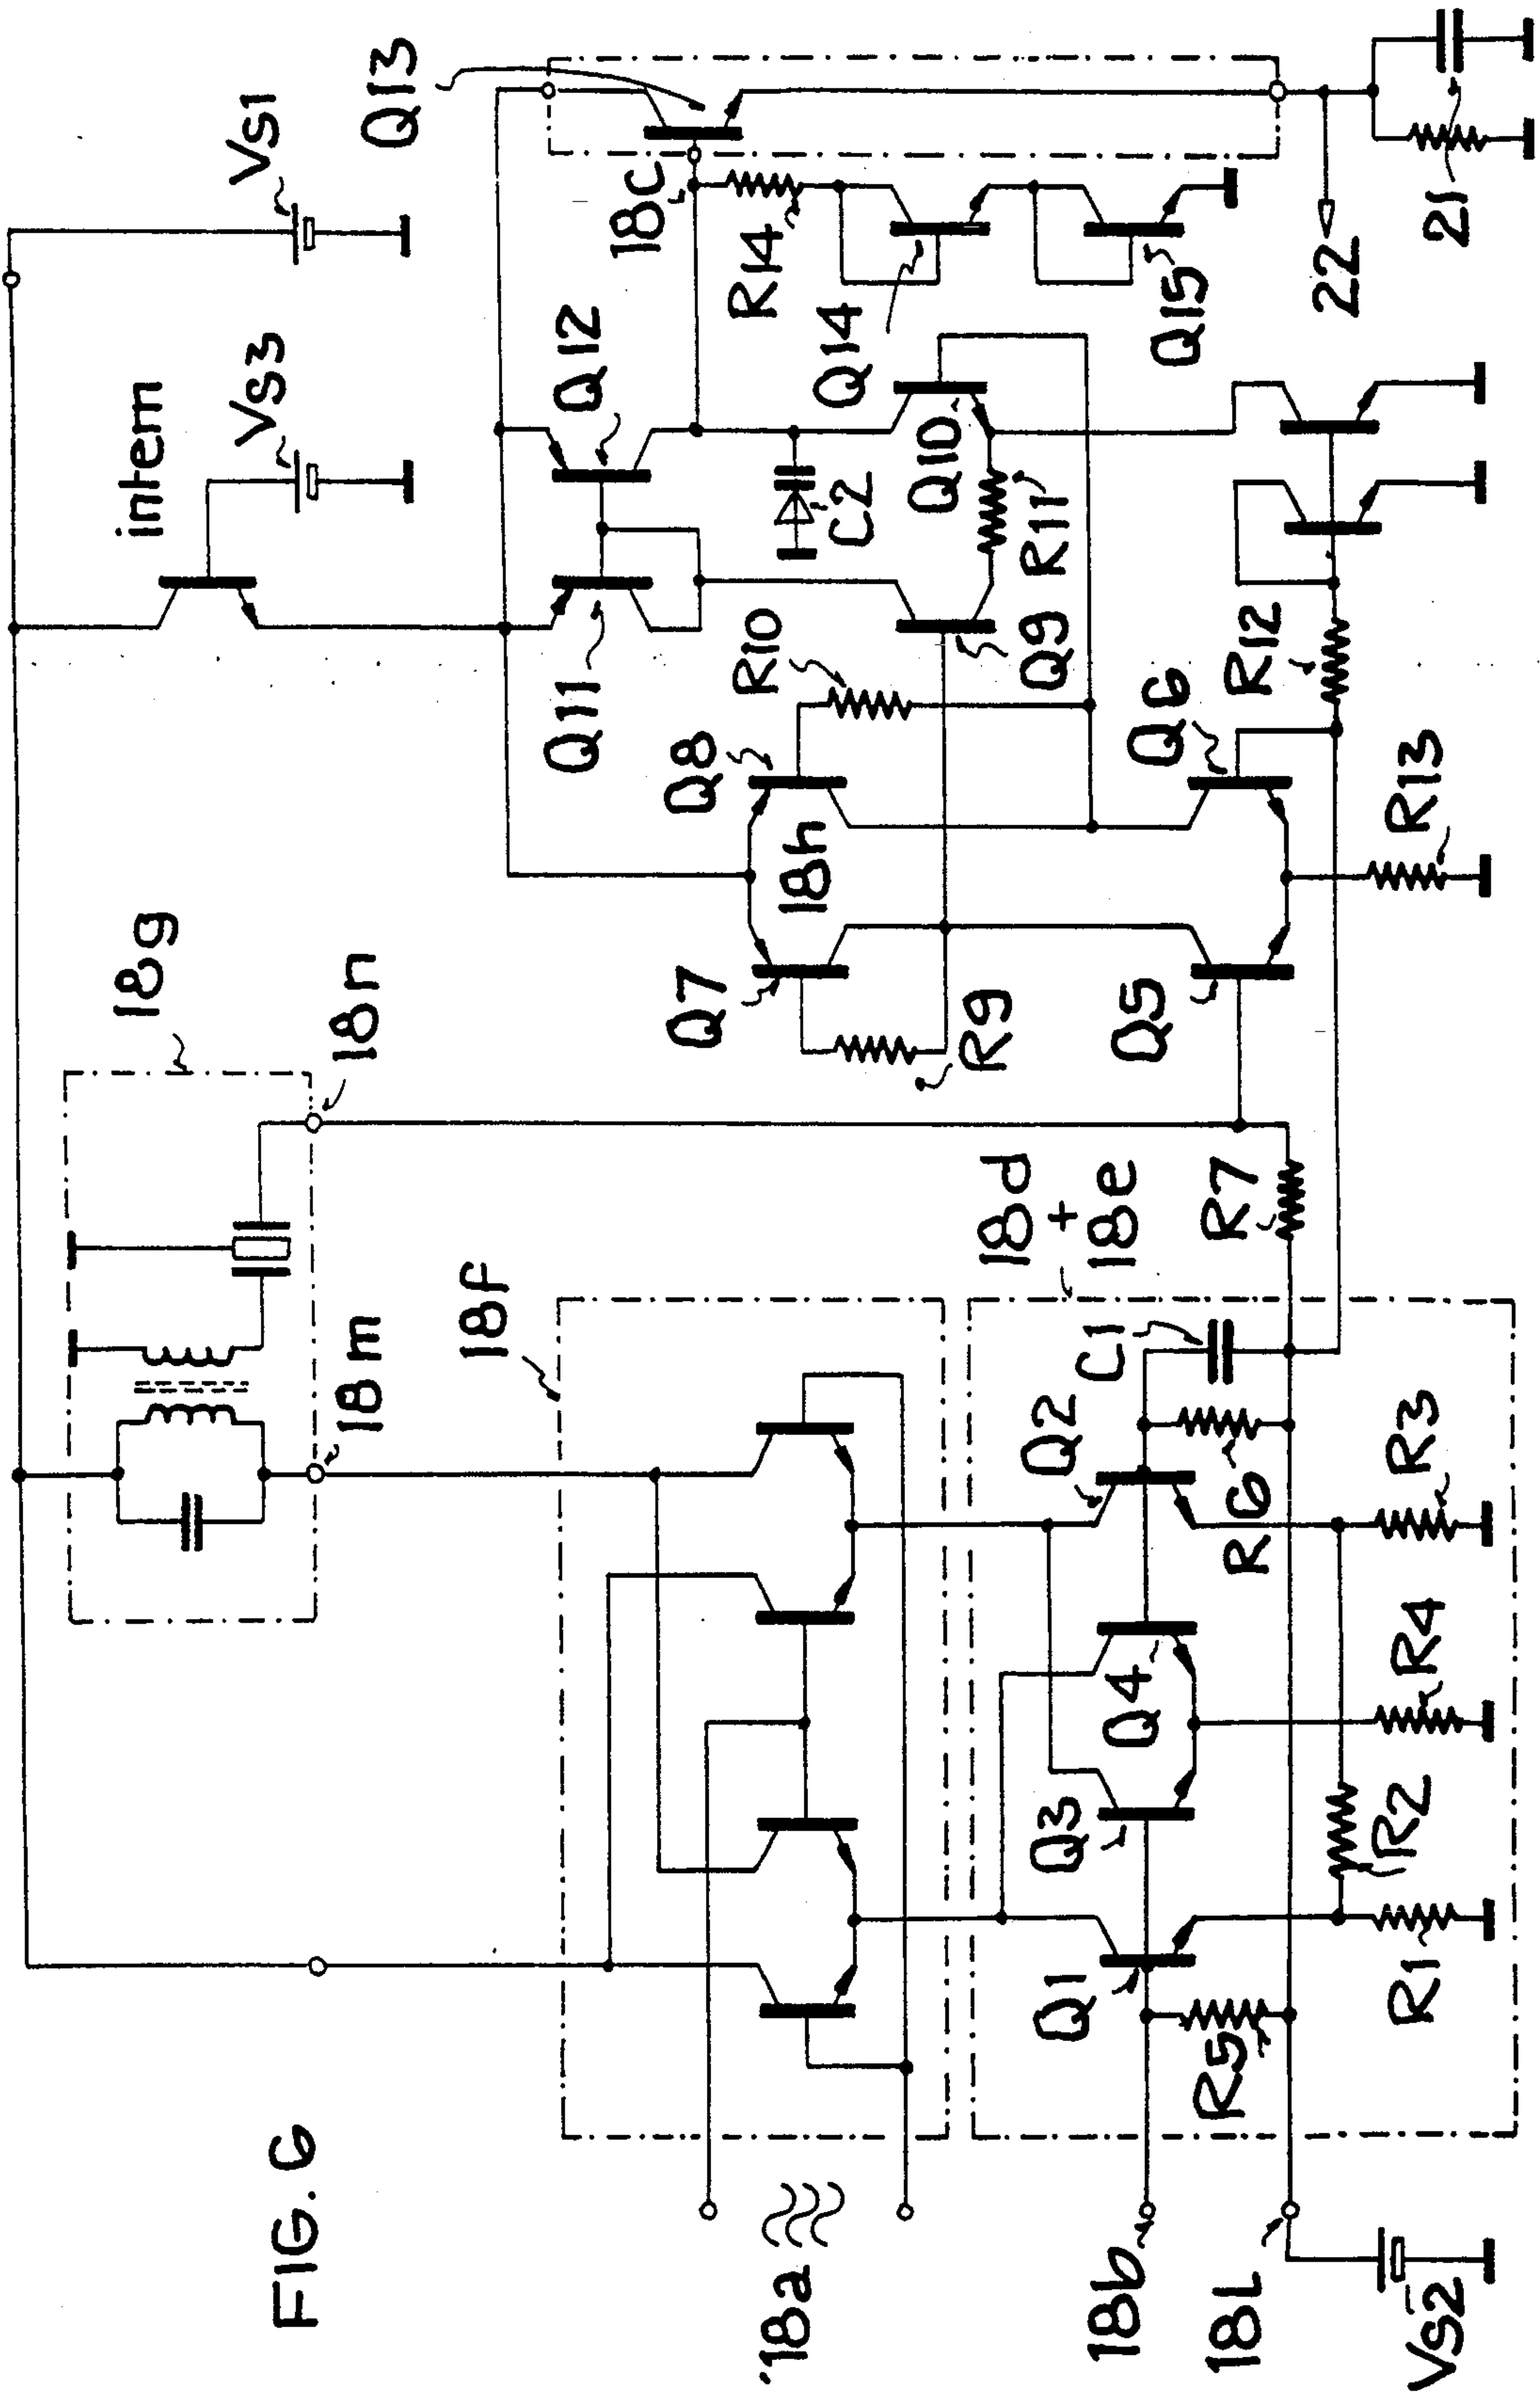 FIG. 6
18g
18n
18m
intern
Vs3
Vs1
Q13
18f
18d
+
18e
Q7
Q8
18h
R9
R10
Q11
Q12
Q9
Q10
R11
C2
18c
R14
Q14
Q15
22
21
Q5
Q6
R12
R13
R7
C1
Q2
R6
R3
Q4
R4
Q3
R2
Q1
R5
R1
18a
18b
18L
Vs2